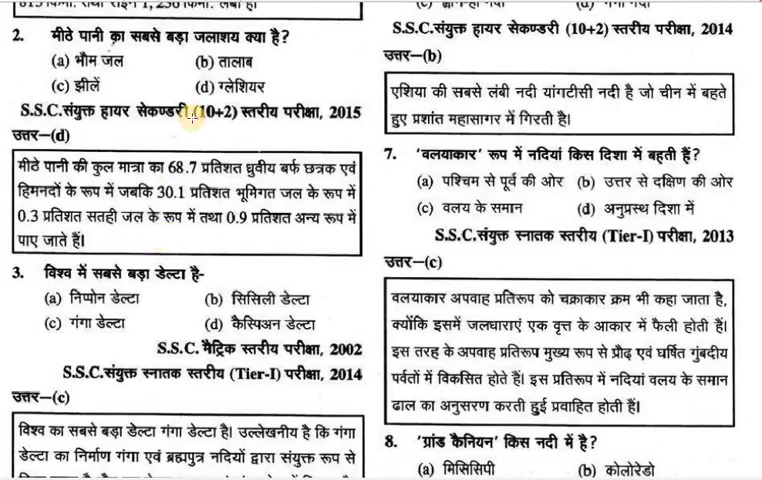 815 किमी. तथा राइन 1,230 किमी. लंबी है।
2. मीठे पानी का सबसे बड़ा जलाशय क्या है?
(a) भौम जल (b) तालाब
(c) झीलें (d) ग्लेशियर
S.S.C.संयुक्त हायर सेकण्डरी (10+2) स्तरीय परीक्षा, 2015
उत्तर–(d)
मीठे पानी की कुल मात्रा का 68.7 प्रतिशत ध्रुवीय बर्फ छत्रक एवं
हिमनदों के रूप में जबकि 30.1 प्रतिशत भूमिगत जल के रूप में
0.3 प्रतिशत सतही जल के रूप में तथा 0.9 प्रतिशत अन्य रूप में
पाए जाते हैं।
3. विश्व में सबसे बड़ा डेल्टा है-
(a) निप्पोन डेल्टा (b) सिसिली डेल्टा
(c) गंगा डेल्टा (d) कैस्पिअन डेल्टा
S.S.C. मैट्रिक स्तरीय परीक्षा, 2002
S.S.C.संयुक्त स्नातक स्तरीय (Tier-I) परीक्षा, 2014
उत्तर–(c)
विश्व का सबसे बड़ा डेल्टा गंगा डेल्टा है। उल्लेखनीय है कि गंगा
डेल्टा का निर्माण गंगा एवं ब्रह्मपुत्र नदियों द्वारा संयुक्त रूप से
S.S.C.संयुक्त हायर सेकण्डरी (10+2) स्तरीय परीक्षा, 2014
उत्तर–(b)
एशिया की सबसे लंबी नदी यांगटीसी नदी है जो चीन में बहते
हुए प्रशांत महासागर में गिरती है।
7. 'वलयाकार' रूप में नदियां किस दिशा में बहती हैं?
(a) पश्चिम से पूर्व की ओर (b) उत्तर से दक्षिण की ओर
(c) वलय के समान (d) अनुप्रस्थ दिशा में
S.S.C.संयुक्त स्नातक स्तरीय (Tier-I) परीक्षा, 2013
उत्तर–(c)
वलयाकार अपवाह प्रतिरूप को चक्राकार क्रम भी कहा जाता है,
क्योंकि इसमें जलधाराएं एक वृत्त के आकार में फैली होती हैं।
इस तरह के अपवाह प्रतिरूप मुख्य रूप से प्रौढ़ एवं घर्षित गुंबदीय
पर्वतों में विकसित होते हैं। इस प्रतिरूप में नदियां वलय के समान
ढाल का अनुसरण करती हुई प्रवाहित होती हैं।
8. 'ग्रांड कैनियन' किस नदी में है?
(a) मिसिसिपी (b) कोलोरेडो